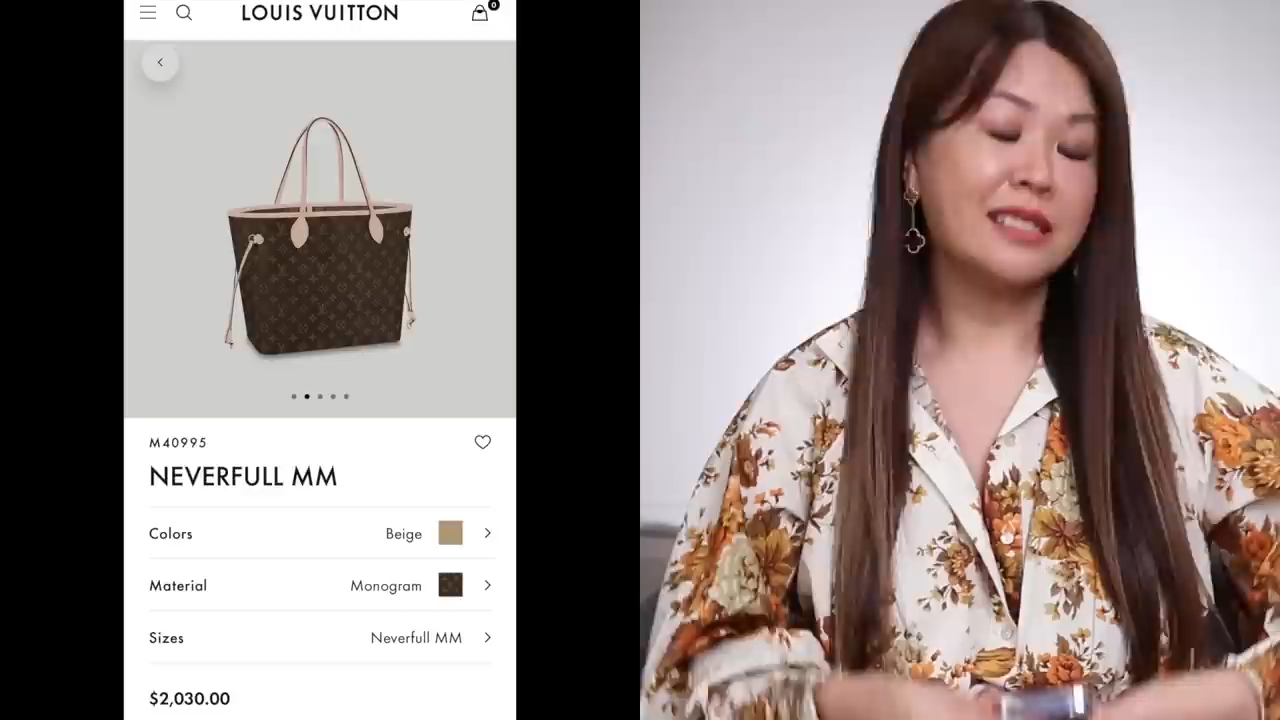 LOUIS VUITTON
0
M40995
NEVERFULL MM
Colors Beige
Material Monogram
Sizes Neverfull MM
$2,030.00